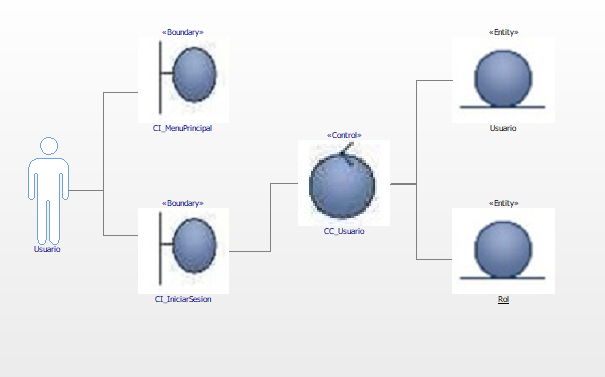 «Boundary»
CI_MenuPrincipal
«Entity»
Usuario
«Control»
CC_Usuario
Usuario
«Boundary»
CI_IniciarSesion
«Entity»
Rol